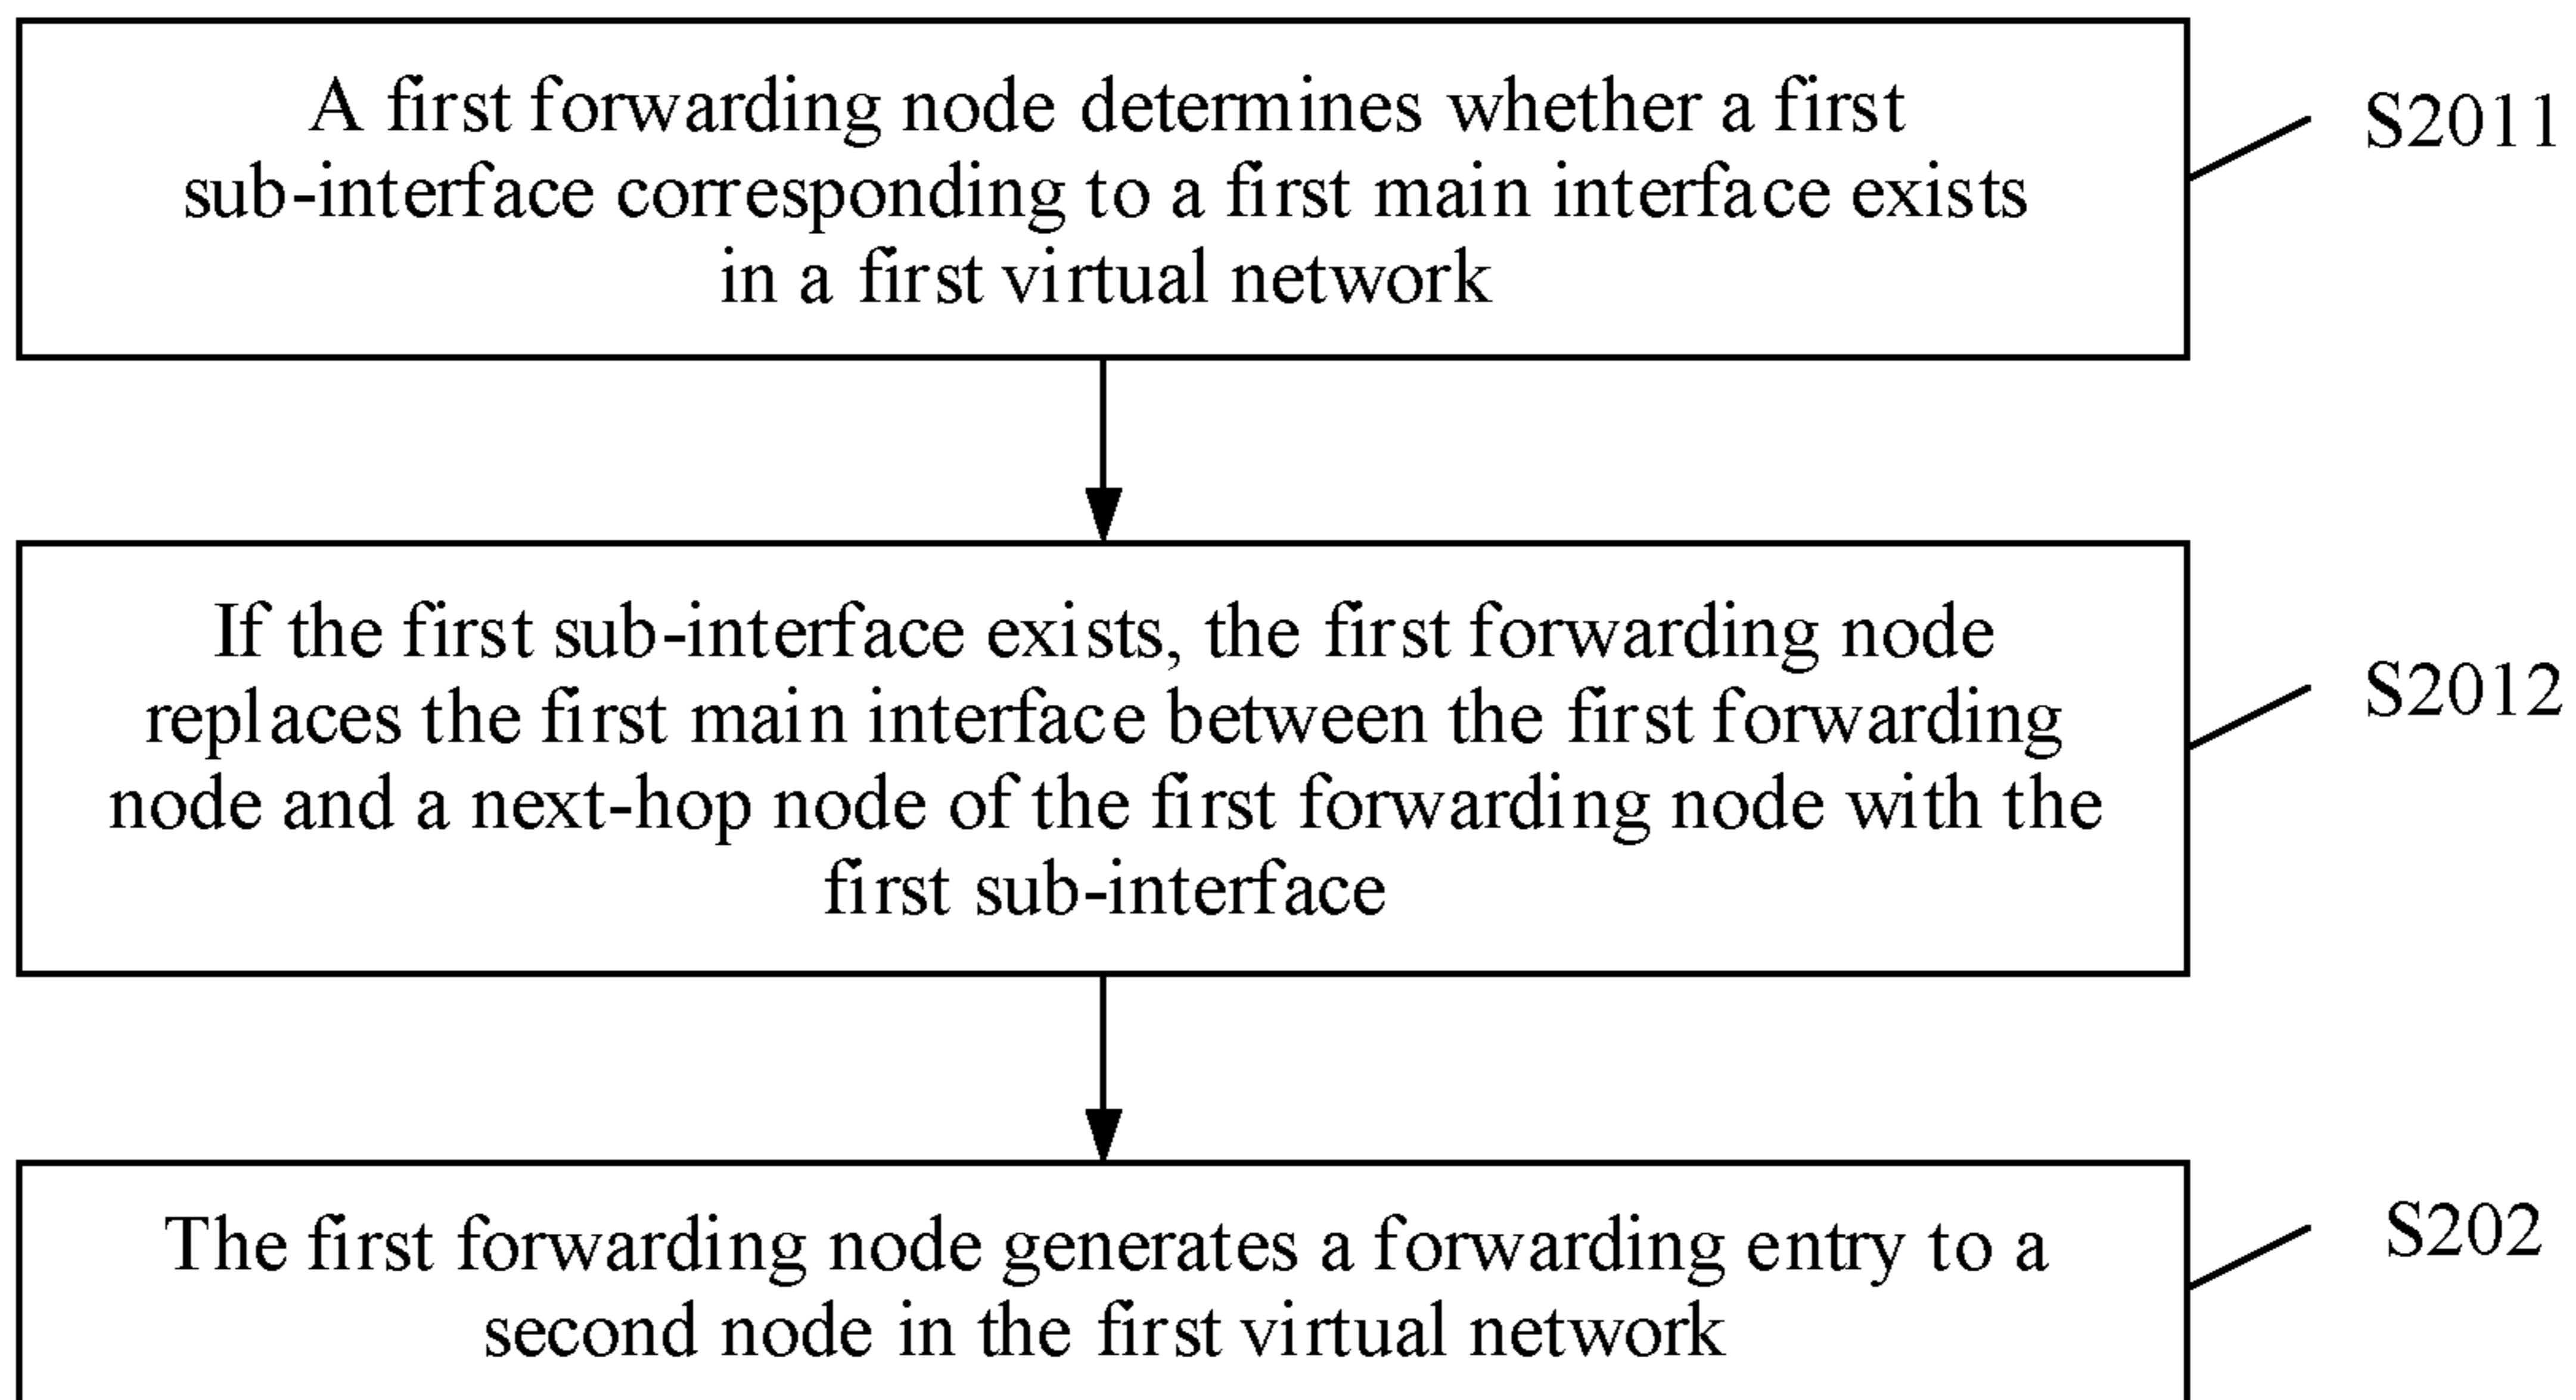 A first forwarding node determines whether a first
sub-interface corresponding to a first main interface exists
in a first virtual network
S2011
If the first sub-interface exists, the first forwarding node
replaces the first main interface between the first forwarding
node and a next-hop node of the first forwarding node with the
first sub-interface
S2012
The first forwarding node generates a forwarding entry to a
second node in the first virtual network
S202